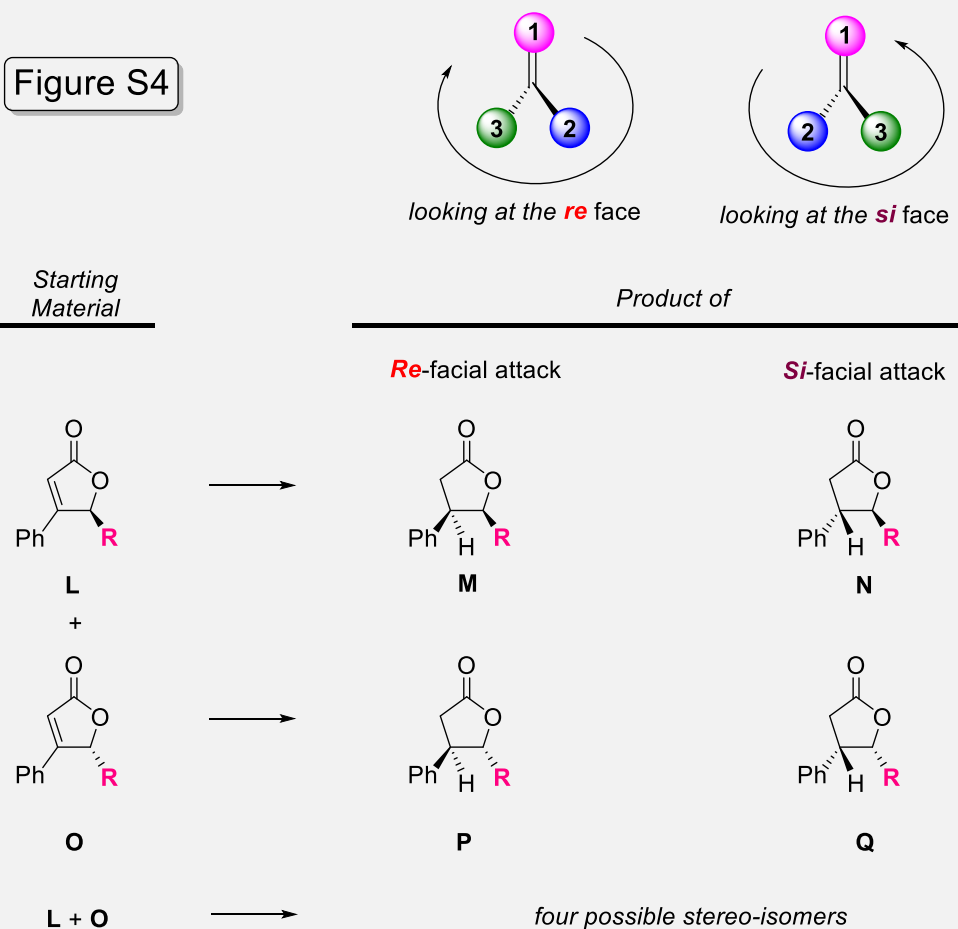 Figure S4
1
3
2
looking at the re face
1
2
3
looking at the si face
Starting
Material
Product of
Re-facial attack
Si-facial attack
O
O
Ph
R
L
O
O
Ph
H
R
M
O
O
Ph
H
R
N
+
O
O
Ph
R
O
O
O
Ph
H
R
P
O
O
Ph
H
R
Q
L + O
four possible stereo-isomers